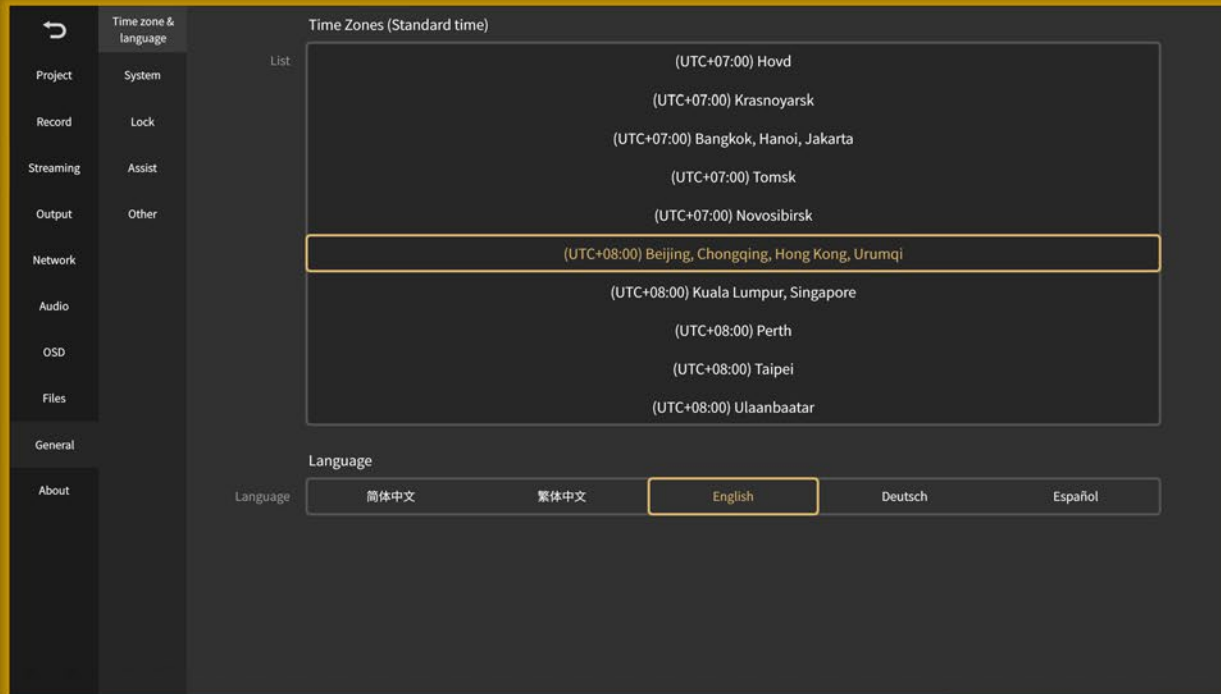 Time zone &
language
Project
Record
Streaming
Output
Network
Audio
OSD
Files
General
About
System
Lock
Assist
Other
Time Zones (Standard time)
List
(UTC+07:00) Hovd
(UTC+07:00) Krasnoyarsk
(UTC+07:00) Bangkok, Hanoi, Jakarta
(UTC+07:00) Tomsk
(UTC+07:00) Novosibirsk
(UTC+08:00) Beijing, Chongqing, Hong Kong, Urumqi
(UTC+08:00) Kuala Lumpur, Singapore
(UTC+08:00) Perth
(UTC+08:00) Taipei
(UTC+08:00) Ulaanbaatar
Language
Language 简体中文 繁体中文 English Deutsch Español